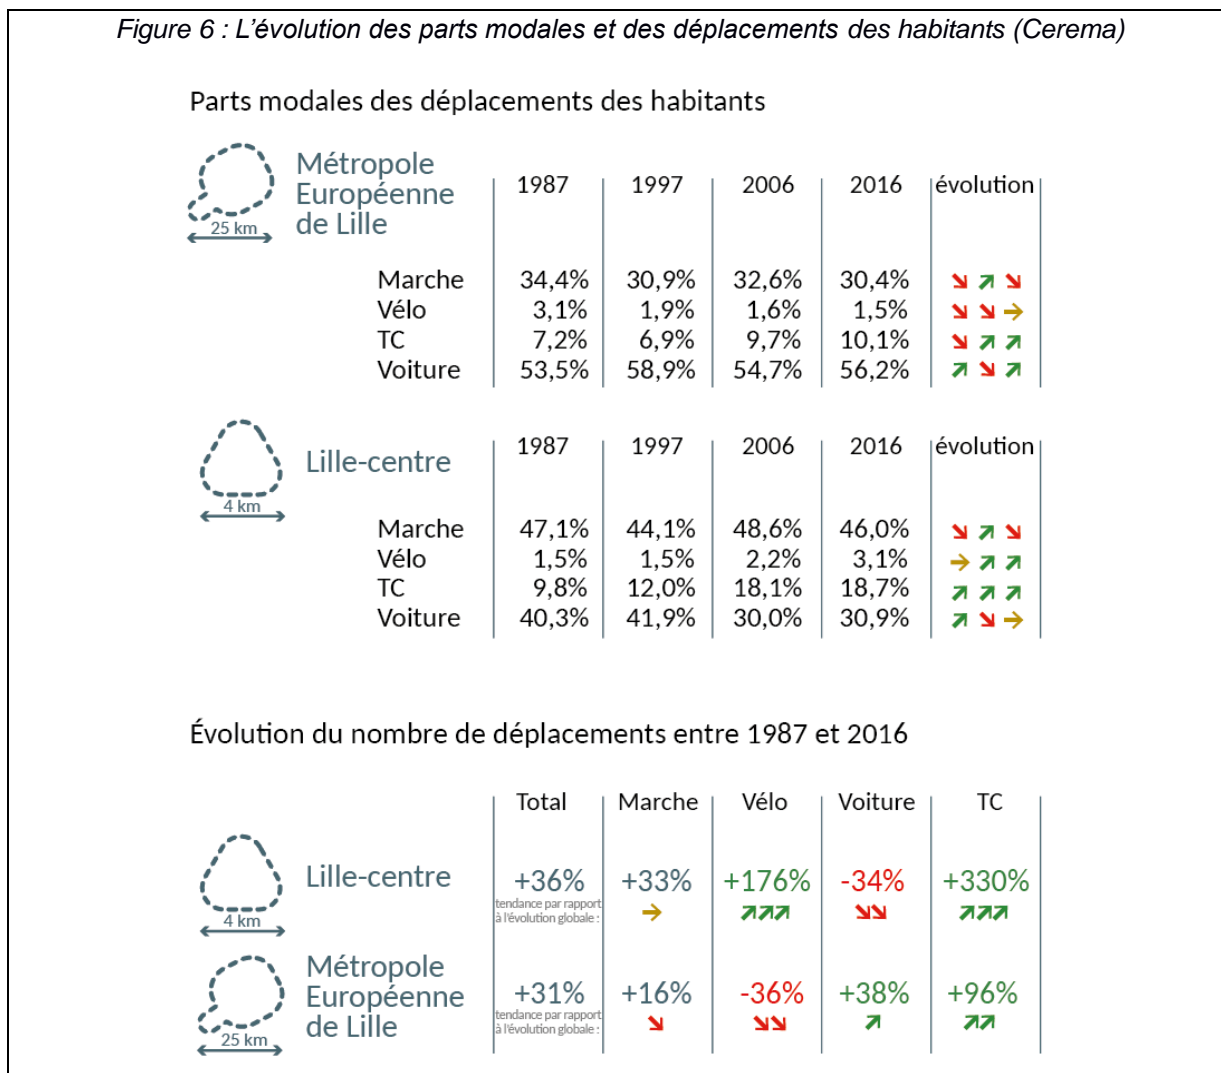 Figure 6 : L'évolution des parts modales et des déplacements des habitants (Cerema)
Parts modales des déplacements des habitants
Métropole
Européenne
de Lille
25 km
1987 1997 2006 2016 évolution
Marche 34,4% 30,9% 32,6% 30,4%
Vélo 3,1% 1,9% 1,6% 1,5%
TC 7,2% 6,9% 9,7% 10,1%
Voiture 53,5% 58,9% 54,7% 56,2%
Lille-centre
4 km
1987 1997 2006 2016 évolution
Marche 47,1% 44,1% 48,6% 46,0%
Vélo 1,5% 1,5% 2,2% 3,1%
TC 9,8% 12,0% 18,1% 18,7%
Voiture 40,3% 41,9% 30,0% 30,9%
Évolution du nombre de déplacements entre 1987 et 2016
Total Marche Vélo Voiture TC
Lille-centre
4 km
+36% +33% +176% -34% +330%
tendance par rapport
à l'évolution globale :
Métropole
Européenne
de Lille
25 km
+31% +16% -36% +38% +96%
tendance par rapport
à l'évolution globale :